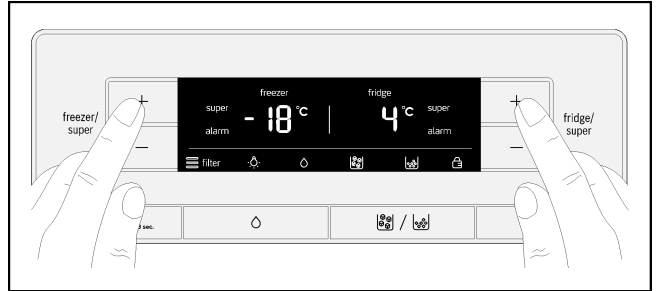 freezer fridge
super super
- 18 °C 4 °C
alarm alarm
filter
freezer/
super
+
-
+
-
fridge/
super
sec.
/